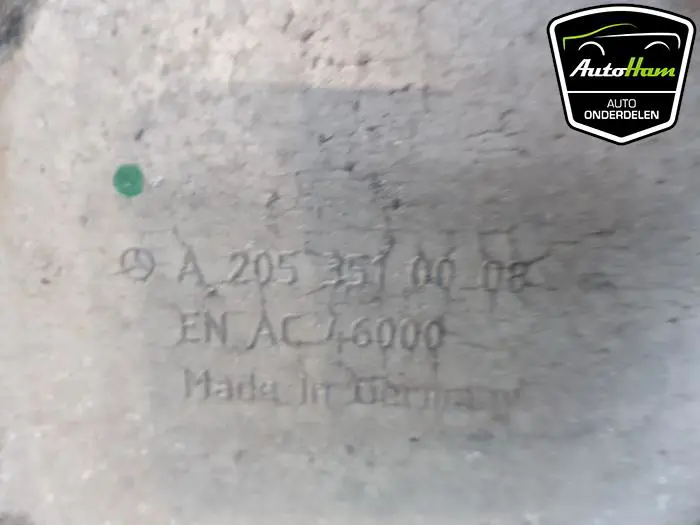 AutoHam
AUTO
ONDERDELEN
A 205 351 00 08
EN AC 46000
Made in Germany